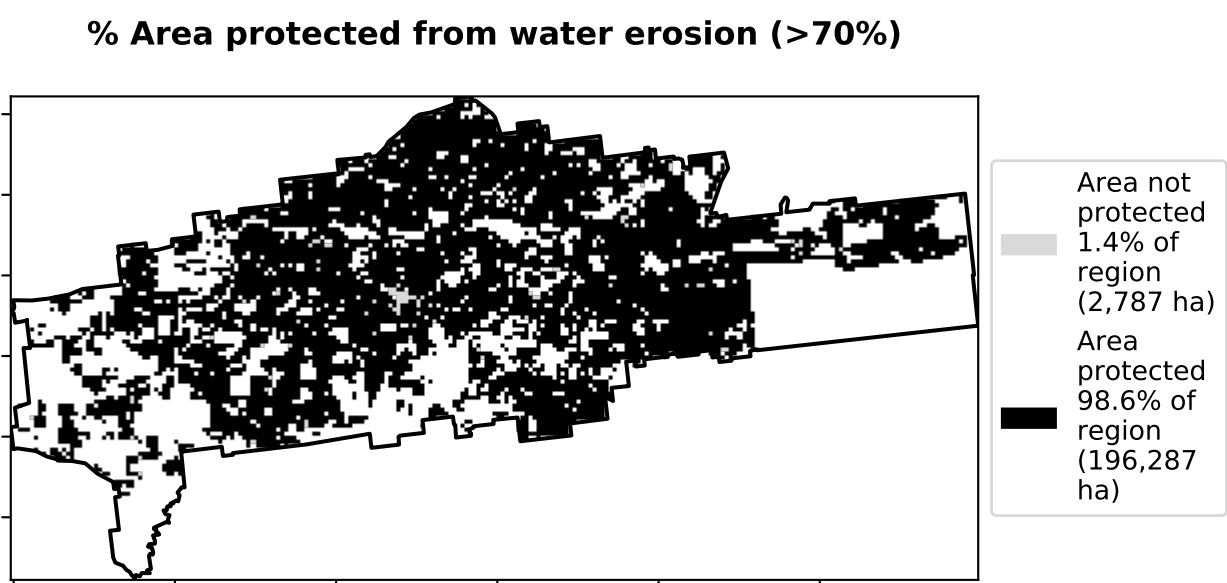 % Area protected from water erosion (>70%)
Area not
protected
1.4% of
region
(2,787 ha)
Area
protected
98.6% of
region
(196,287
ha)